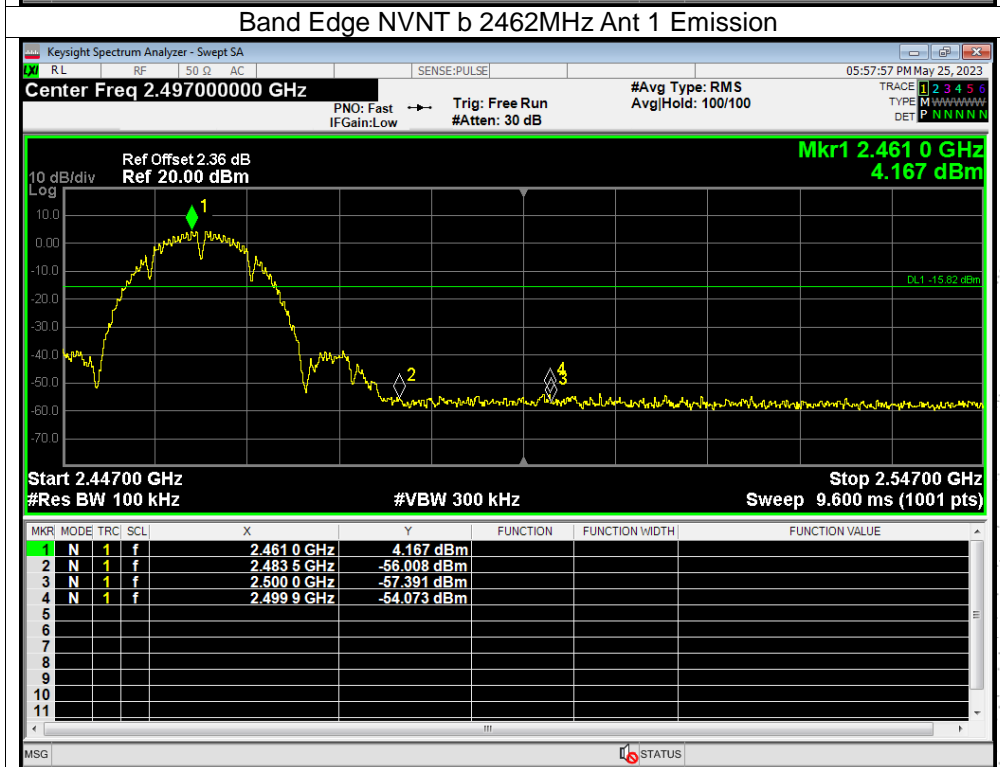 Band Edge NVNT b 2462MHz Ant 1 Emission
Keysight Spectrum Analyzer - Swept SA
LXI RL RF 50 Ω AC SENSE:PULSE 05:57:57 PM May 25, 2023
Center Freq 2.497000000 GHz #Avg Type: RMS TRACE 1 2 3 4 5 6
PNO: Fast Trig: Free Run Avg|Hold: 100/100 TYPE M WWWWW
IFGain:Low #Atten: 30 dB DET P N N N N N
Mkr1 2.461 0 GHz
4.167 dBm
Ref Offset 2.36 dB
10 dB/div Ref 20.00 dBm
Log
10.0
0.00
-10.0
-20.0
-30.0
-40.0
-50.0
-60.0
-70.0
1
DL1 -15.82 dBm
2
4
3
Start 2.44700 GHz Stop 2.54700 GHz
#Res BW 100 kHz #VBW 300 kHz Sweep 9.600 ms (1001 pts)
MKR MODE TRC SCL X Y FUNCTION FUNCTION WIDTH FUNCTION VALUE
1 N 1 f 2.461 0 GHz 4.167 dBm
2 N 1 f 2.483 5 GHz -56.008 dBm
3 N 1 f 2.500 0 GHz -57.391 dBm
4 N 1 f 2.499 9 GHz -54.073 dBm
5
6
7
8
9
10
11
MSG STATUS